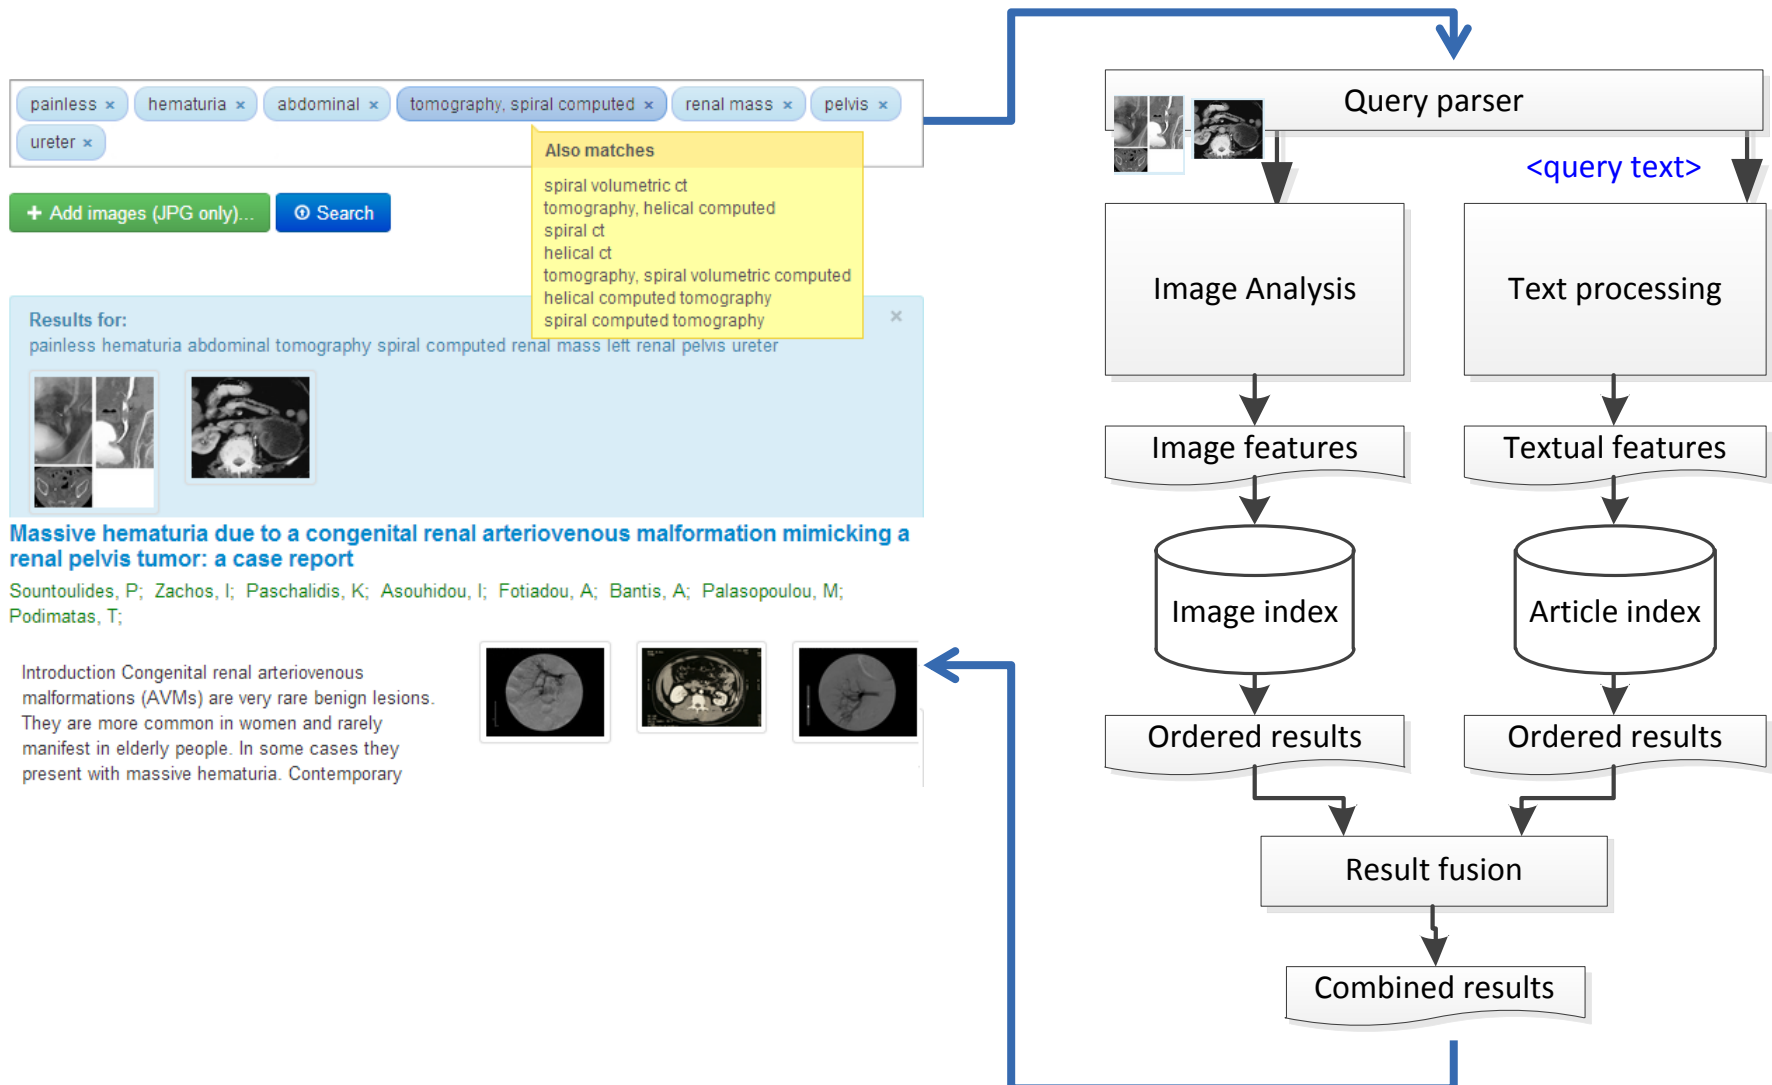 painless × hematuria × abdominal × tomography, spiral computed × renal mass × pelvis ×
ureter ×
Also matches
spiral volumetric ct
tomography, helical computed
spiral ct
helical ct
tomography, spiral volumetric computed
helical computed tomography
spiral computed tomography
+ Add images (JPG only)...
Search
Results for:
×
painless hematuria abdominal tomography spiral computed renal mass left renal pelvis ureter
Massive hematuria due to a congenital renal arteriovenous malformation mimicking a
renal pelvis tumor: a case report
Sountoulides, P; Zachos, I; Paschalidis, K; Asouhidou, I; Fotiadou, A; Bantis, A; Palasopoulou, M;
Podimatas, T;
Introduction Congenital renal arteriovenous
malformations (AVMs) are very rare benign lesions.
They are more common in women and rarely
manifest in elderly people. In some cases they
present with massive hematuria. Contemporary
Query parser
<query text>
Image Analysis
Text processing
Image features
Textual features
Image index
Article index
Ordered results
Ordered results
Result fusion
Combined results